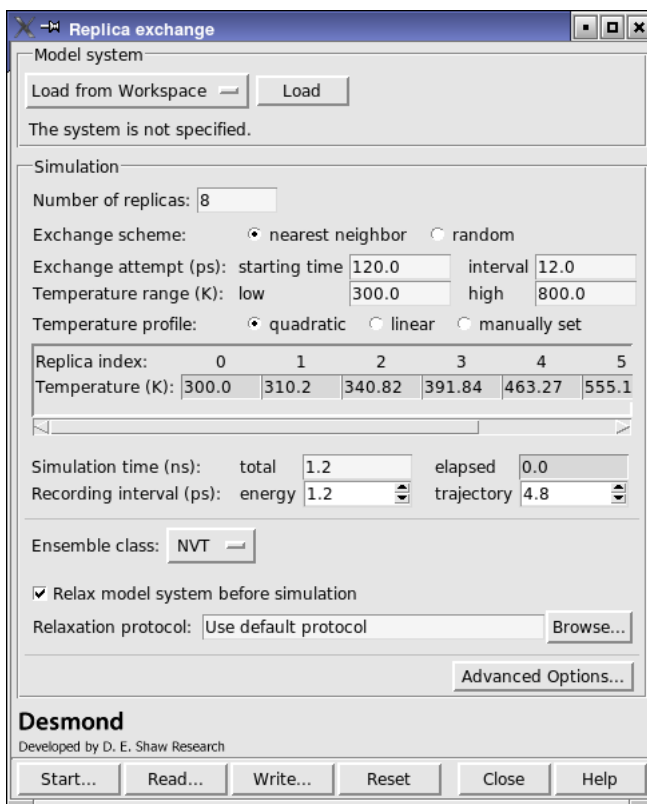 Replica exchange
Model system
Load from Workspace Load
The system is not specified.
Simulation
Number of replicas: 8
Exchange scheme: nearest neighbor random
Exchange attempt (ps): starting time 120.0 interval 12.0
Temperature range (K): low 300.0 high 800.0
Temperature profile: quadratic linear manually set
Replica index: 0 1 2 3 4 5
Temperature (K): 300.0 310.2 340.82 391.84 463.27 555.1
Simulation time (ns): total 1.2 elapsed 0.0
Recording interval (ps): energy 1.2 trajectory 4.8
Ensemble class: NVT
Relax model system before simulation
Relaxation protocol: Use default protocol Browse...
Advanced Options...
Desmond
Developed by D. E. Shaw Research
Start... Read... Write... Reset Close Help